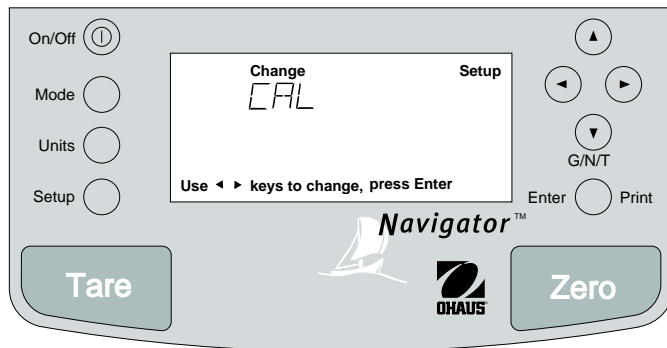 On/Off
Mode
Units
Setup
Change Setup
CAL
Use ◄ ► keys to change, press Enter
G/N/T
Enter Print
Navigator™
Tare
OHAUS
Zero